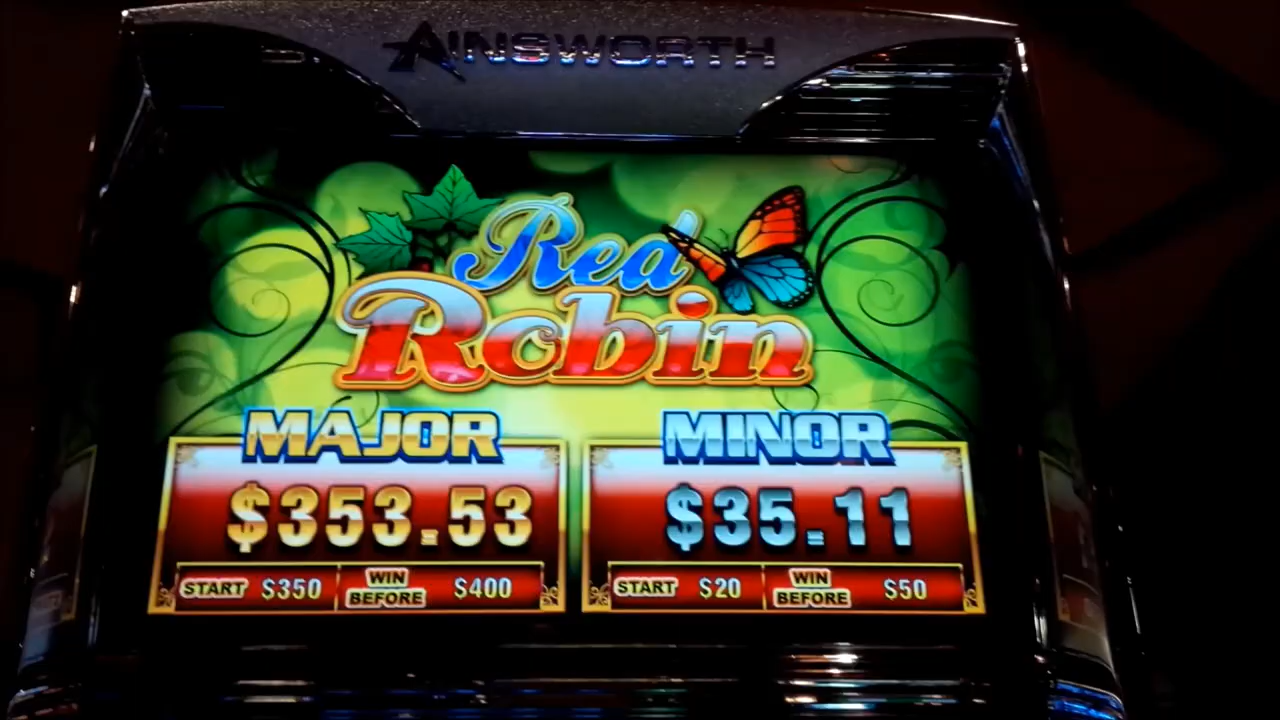 AINSWORTH
Red
Robin
MAJOR
$353.53
START $350 WIN BEFORE $400
MINOR
$35.11
START $20 WIN BEFORE $50